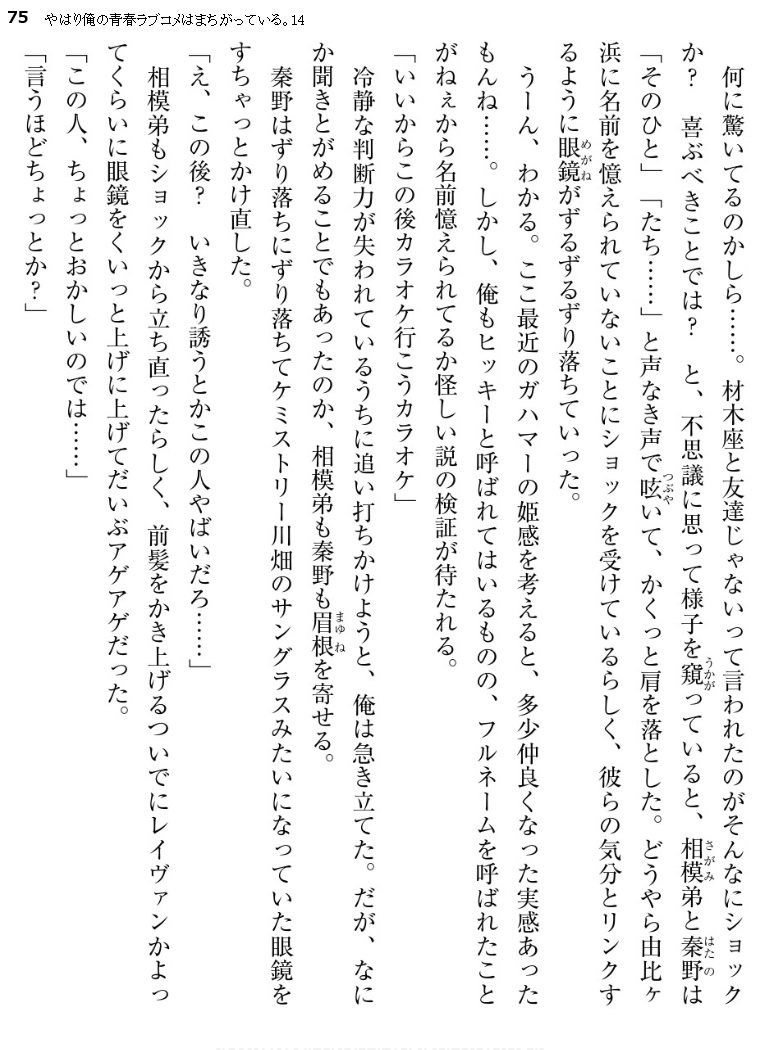 75 やはり俺の青春ラブコメはまちがっている。14
　何に驚いてるのかしら……。材木座と友達じゃないって言われたのがそんなにショック
か？　喜ぶべきことでは？　と、不思議に思って様子を窺っていると、相模弟と秦野は
「そのひと」「たち……」と声なき声で呟いて、かくっと肩を落とした。どうやら由比ヶ
浜に名前を憶えられていないことにショックを受けているらしく、彼らの気分とリンクす
るように眼鏡がずるずるずり落ちていった。
　うーん、わかる。ここ最近のガハマーの姫感を考えると、多少仲良くなった実感あった
もんね……。しかし、俺もヒッキーと呼ばれてはいるものの、フルネームを呼ばれたこと
がねぇから名前憶えられてるか怪しい説の検証が待たれる。
「いいからこの後カラオケ行こうカラオケ」
　冷静な判断力が失われているうちに追い打ちかけようと、俺は急き立てた。だが、なに
か聞きとがめることでもあったのか、相模弟も秦野も眉根を寄せる。
　秦野はずり落ちにずり落ちてケミストリー川畑のサングラスみたいになっていた眼鏡を
すちゃっとかけ直した。
「え、この後？　いきなり誘うとかこの人やばいだろ……」
　相模弟もショックから立ち直ったらしく、前髪をかき上げるついでにレイヴァンかよっ
てくらいに眼鏡をくいっと上げに上げてだいぶアゲアゲだった。
「この人、ちょっとおかしいのでは……」
「言うほどちょっとか？」